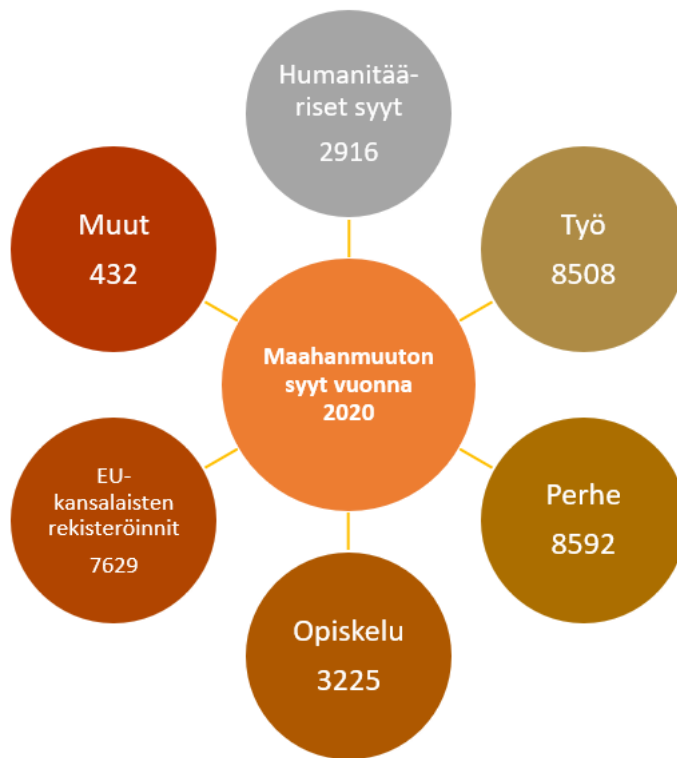 Humanitää-
riset syyt
2916
Työ
8508
Perhe
8592
Opiskelu
3225
EU-
kansalaisten
rekisteröinnit
7629
Muut
432
Maahanmuuton
syyt vuonna
2020